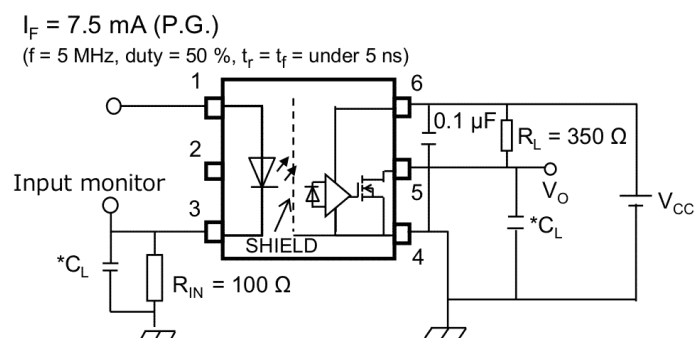 I_F = 7.5 mA (P.G.)
(f = 5 MHz, duty = 50 %, t_r = t_f = under 5 ns)
1
6
0.1 µF
R_L = 350 Ω
2
5
V_O
V_CC
Input monitor
3
SHIELD
4
*C_L
*C_L
R_IN = 100 Ω